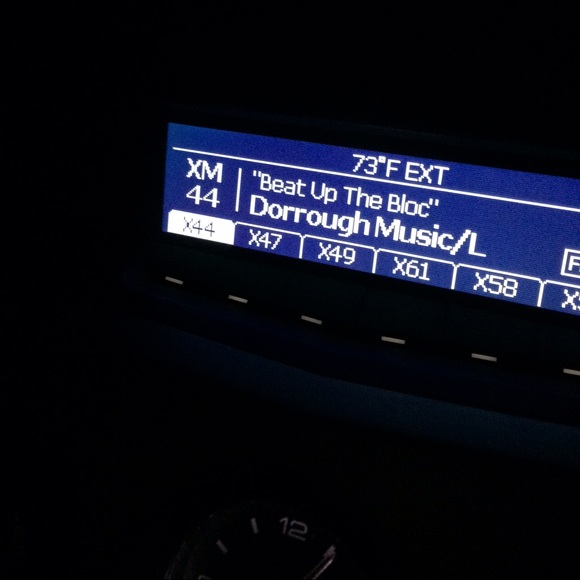 73°F EXT
XM "Beat Up The Bloc"
44 Dorrough Music/L
X44 X47 X49 X61 X58
12